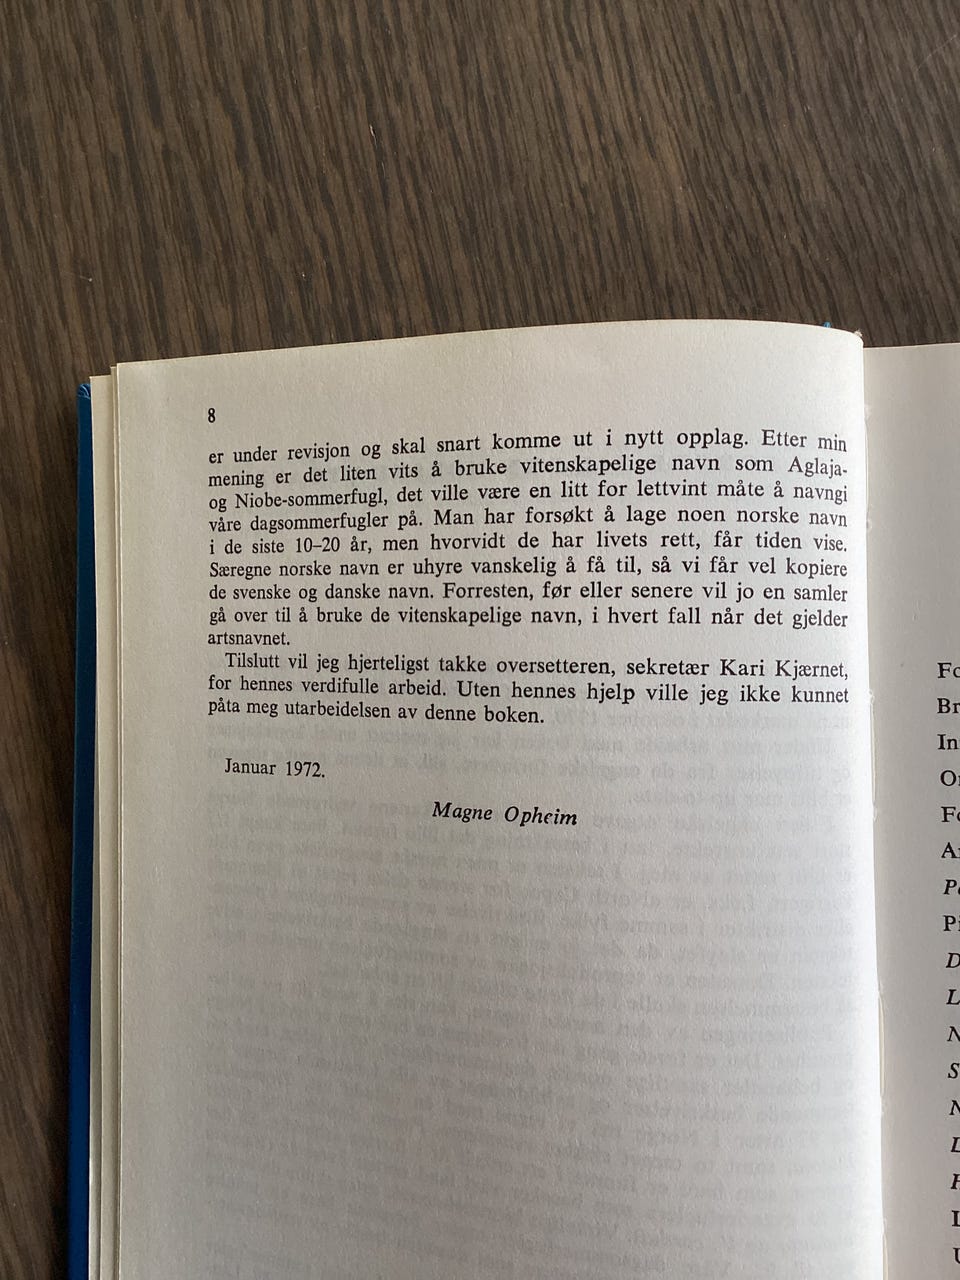 8
er under revisjon og skal snart komme ut i nytt opplag. Etter min
mening er det liten vits å bruke vitenskapelige navn som Aglaja-
og Niobe-sommerfugl, det ville være en litt for lettvint måte å navngi
våre dagsommerfugler på. Man har forsøkt å lage noen norske navn
i de siste 10–20 år, men hvorvidt de har livets rett, får tiden vise.
Særegne norske navn er uhyre vanskelig å få til, så vi får vel kopiere
de svenske og danske navn. Forresten, før eller senere vil jo en samler
gå over til å bruke de vitenskapelige navn, i hvert fall når det gjelder
artsnavnet.
Tilslutt vil jeg hjerteligst takke oversetteren, sekretær Kari Kjærnet,
for hennes verdifulle arbeid. Uten hennes hjelp ville jeg ikke kunnet
påta meg utarbeidelsen av denne boken.
Januar 1972.
Magne Opheim